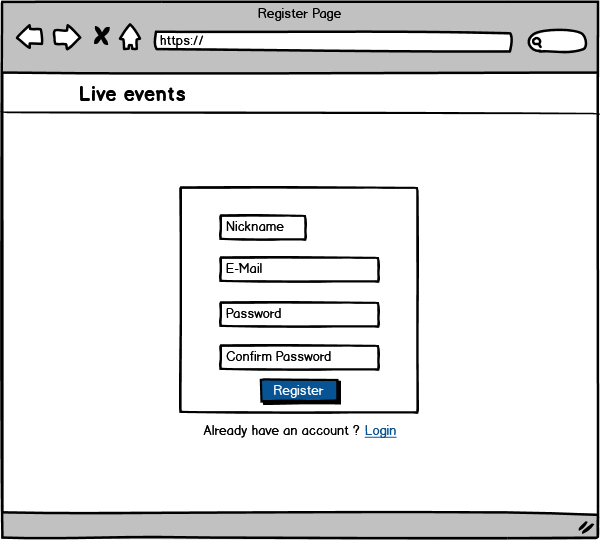 Register Page
https://
Live events
Nickname
E-Mail
Password
Confirm Password
Register
Already have an account ? Login